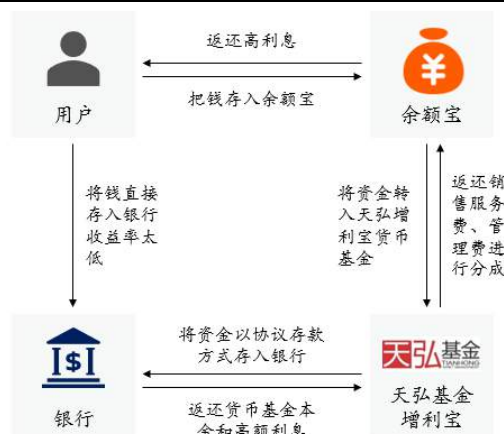 返还高利息
把钱存入余额宝
用户
余额宝
将钱直接
存入银行
收益率太
低
将资金转
入天弘增
利宝货币
基金
返还销
售服务
费、管
理费进
行分成
将资金以协议存款
方式存入银行
天弘基金
TIANHONG
$
银行
返还货币基金本
金和高额利息
天弘基金
增利宝